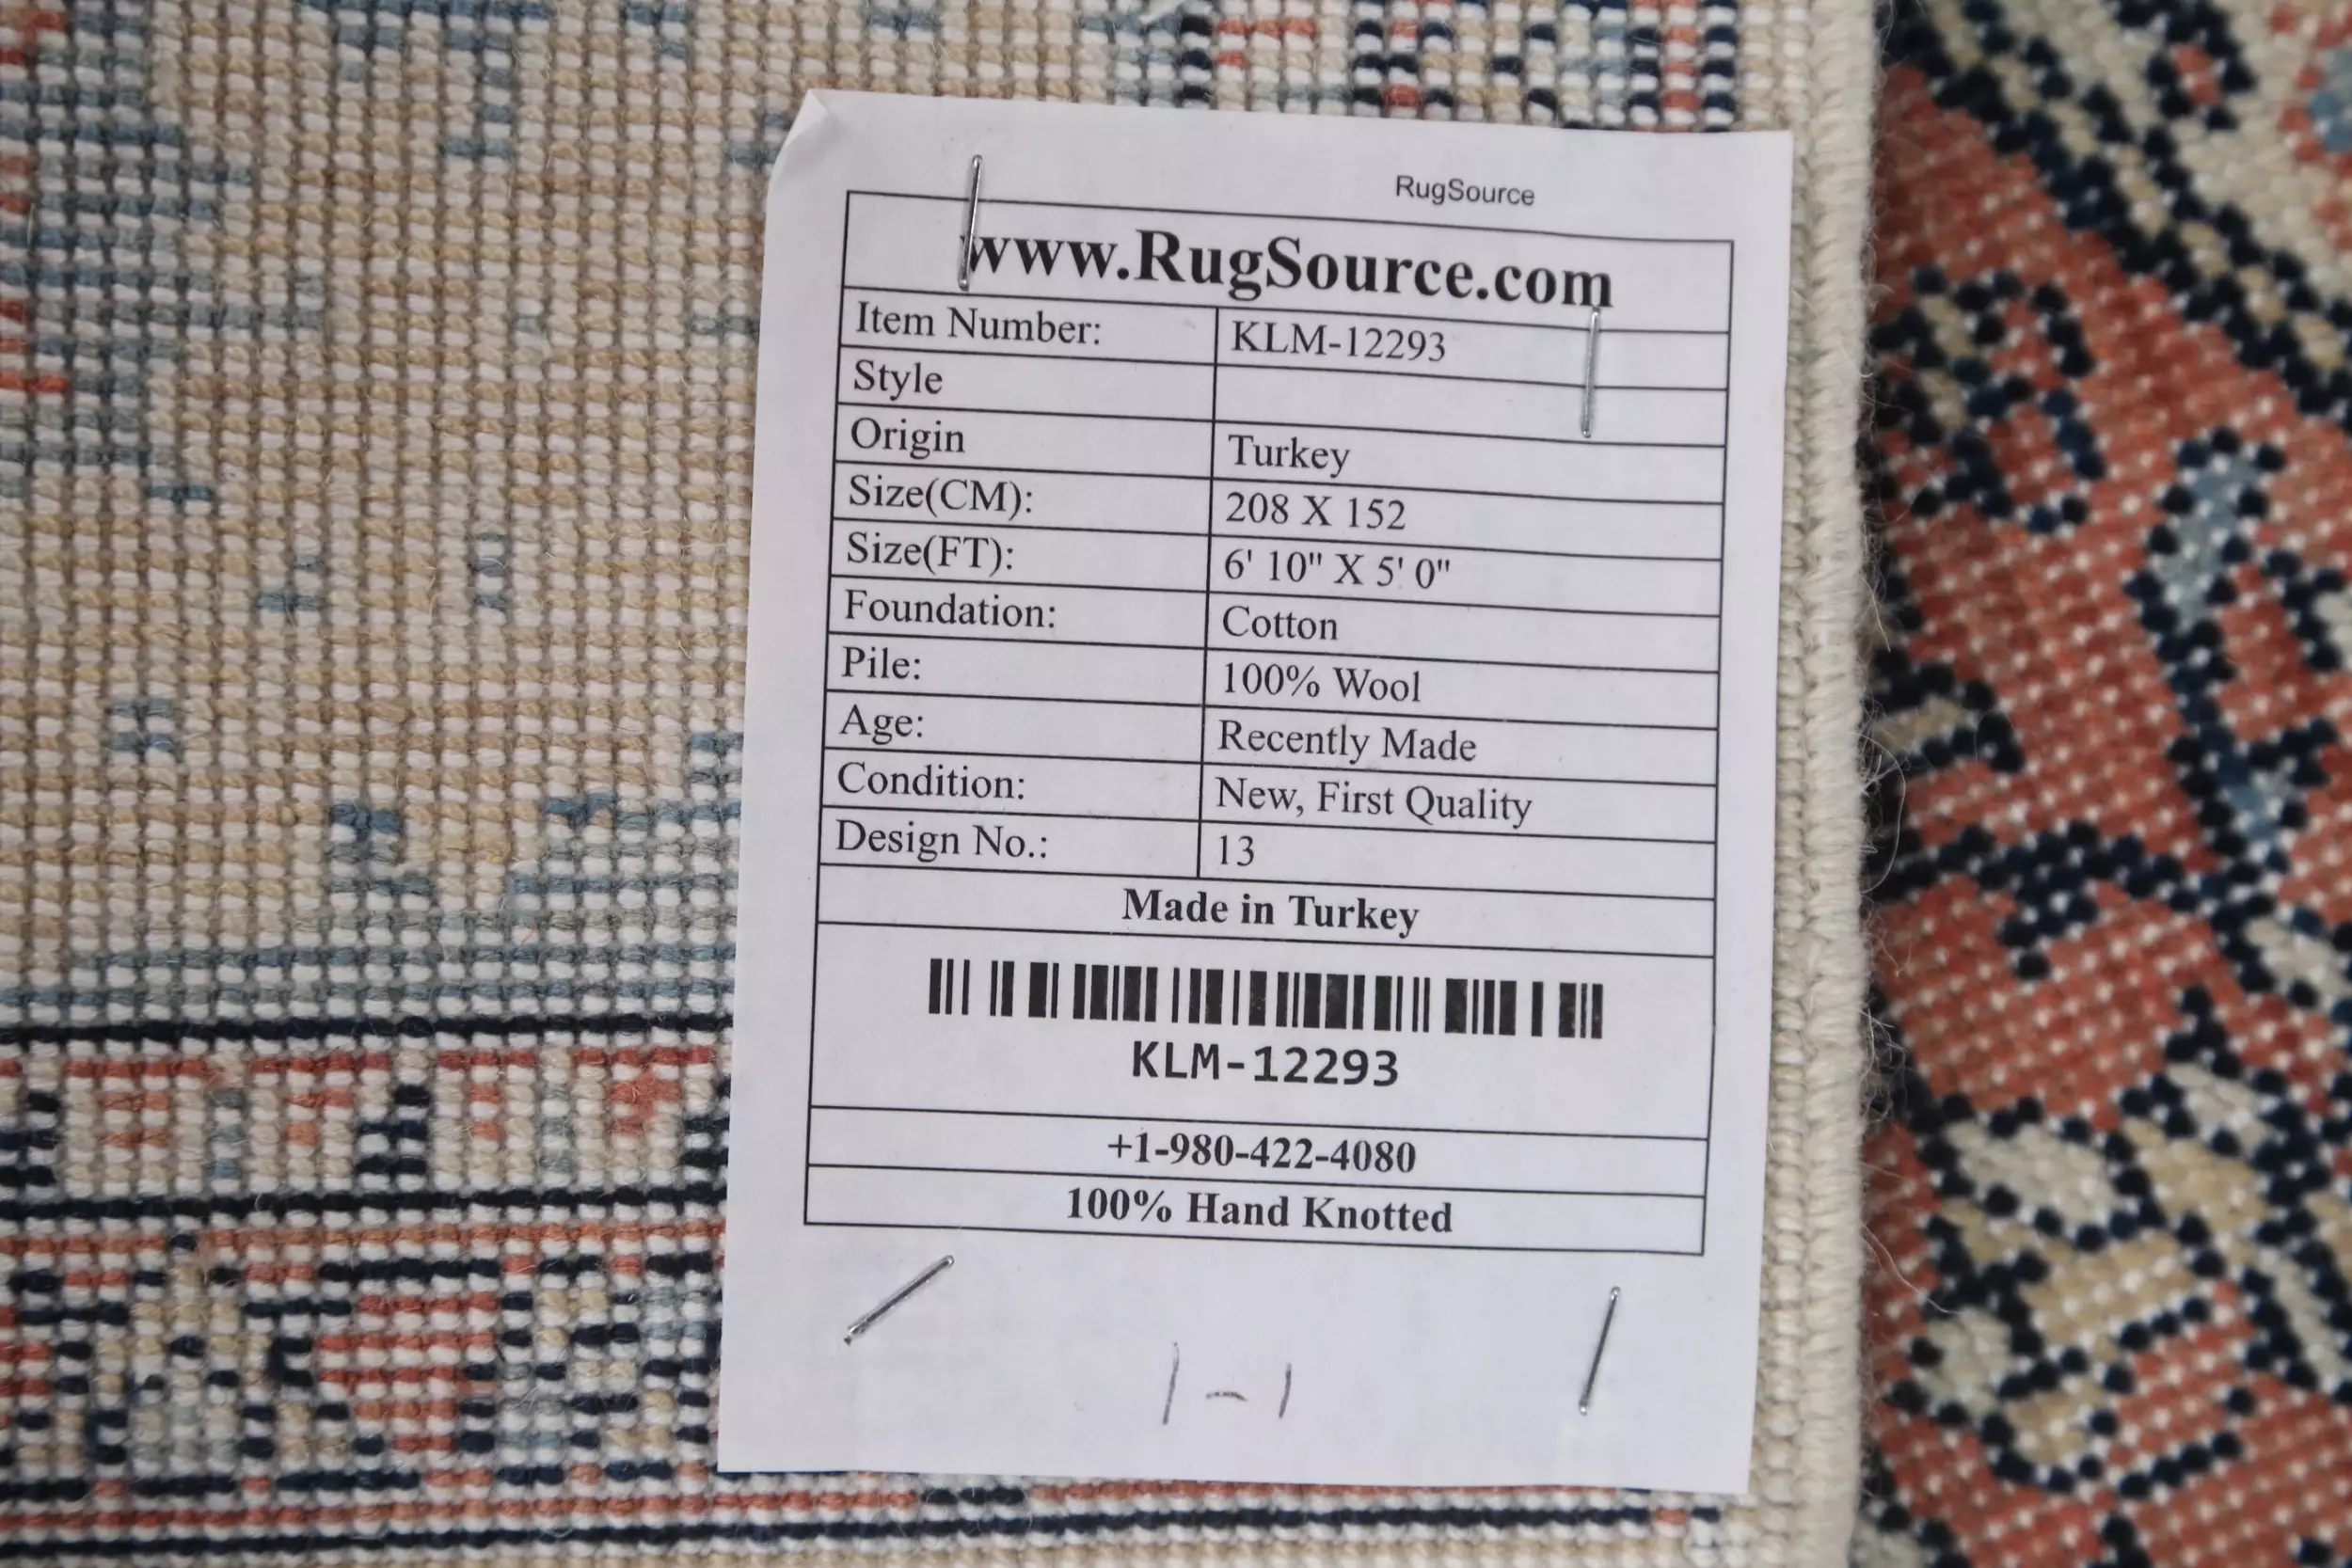 RugSource
www.RugSource.com
Item Number: KLM-12293
Style
Origin Turkey
Size(CM): 208 X 152
Size(FT): 6' 10" X 5' 0"
Foundation: Cotton
Pile: 100% Wool
Age: Recently Made
Condition: New, First Quality
Design No.: 13
Made in Turkey
KLM-12293
+1-980-422-4080
100% Hand Knotted
1-1